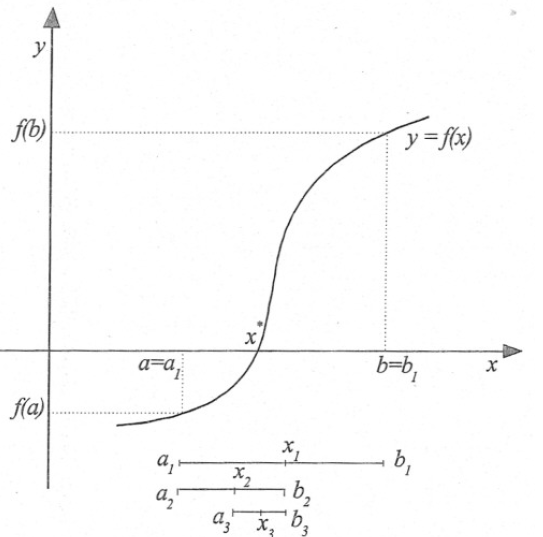 y
f(b)
y = f(x)
x*
a=a₁
b=b₁
x
f(a)
x₁
a₁
b₁
x₂
a₂
b₂
a₃
x₃
b₃